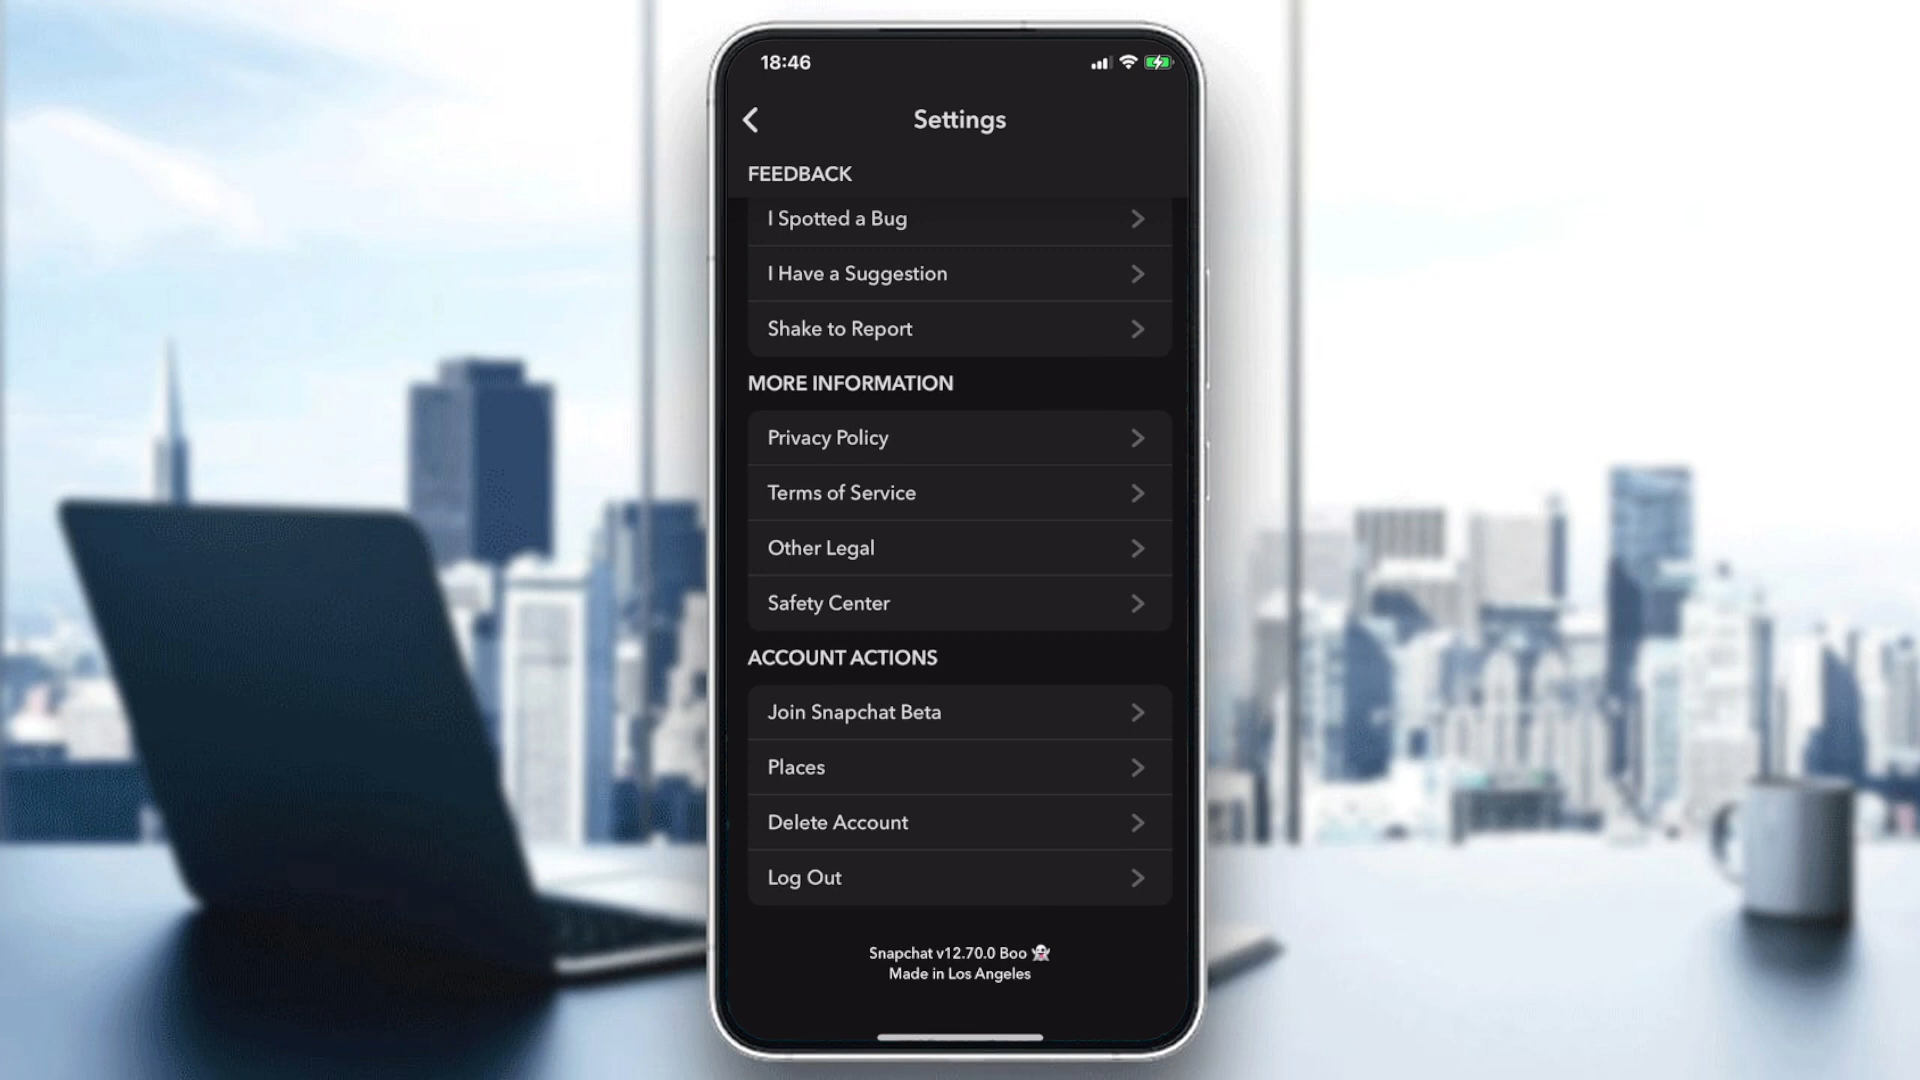 18:46
Settings
FEEDBACK
I Spotted a Bug
I Have a Suggestion
Shake to Report
MORE INFORMATION
Privacy Policy
Terms of Service
Other Legal
Safety Center
ACCOUNT ACTIONS
Join Snapchat Beta
Places
Delete Account
Log Out
Snapchat v12.70.0 Boo 👻
Made in Los Angeles